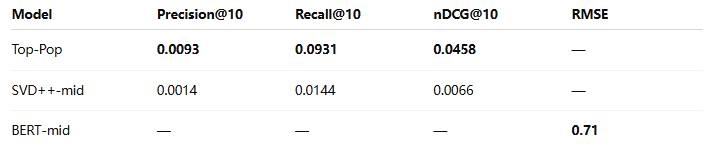 Model Precision@10 Recall@10 nDCG@10 RMSE
Top-Pop 0.0093 0.0931 0.0458 —
SVD++-mid 0.0014 0.0144 0.0066 —
BERT-mid — — — 0.71